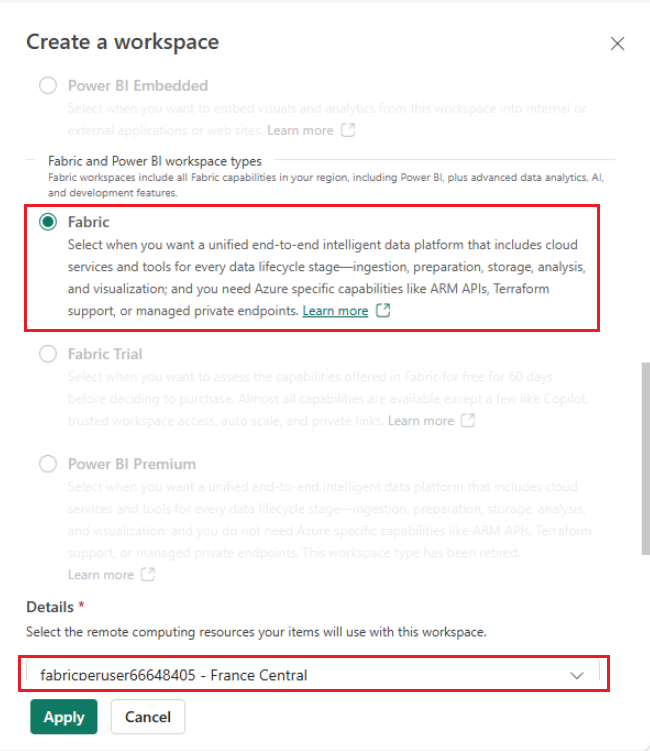 Create a workspace
Power BI Embedded
Select when you want to embed visuals and analytics from this workspace into internal or
external applications or web sites. Learn more
Fabric and Power BI workspace types
Fabric workspaces include all Fabric capabilities in your region, including Power BI, plus advanced data analytics, AI,
and development features.
Fabric
Select when you want a unified end-to-end intelligent data platform that includes cloud
services and tools for every data lifecycle stage—ingestion, preparation, storage, analysis,
and visualization; and you need Azure specific capabilities like ARM APIs, Terraform
support, or managed private endpoints. Learn more
Fabric Trial
Select when you want to assess the capabilities offered in Fabric for free for 60 days
before deciding to purchase. Almost all capabilities are available except a few like Copilot,
trusted workspace access, auto scale, and private links. Learn more
Power BI Premium
Select when you want a unified end-to-end intelligent data platform that includes cloud
services and tools for every data lifecycle stage—ingestion, preparation, storage, analysis,
and visualization; and you do not need Azure specific capabilities like ARM APIs, Terraform
support, or managed private endpoints. This workspace type has been retired.
Learn more
Details *
Select the remote computing resources your items will use with this workspace.
fabricperuser66648405 - France Central
Apply
Cancel